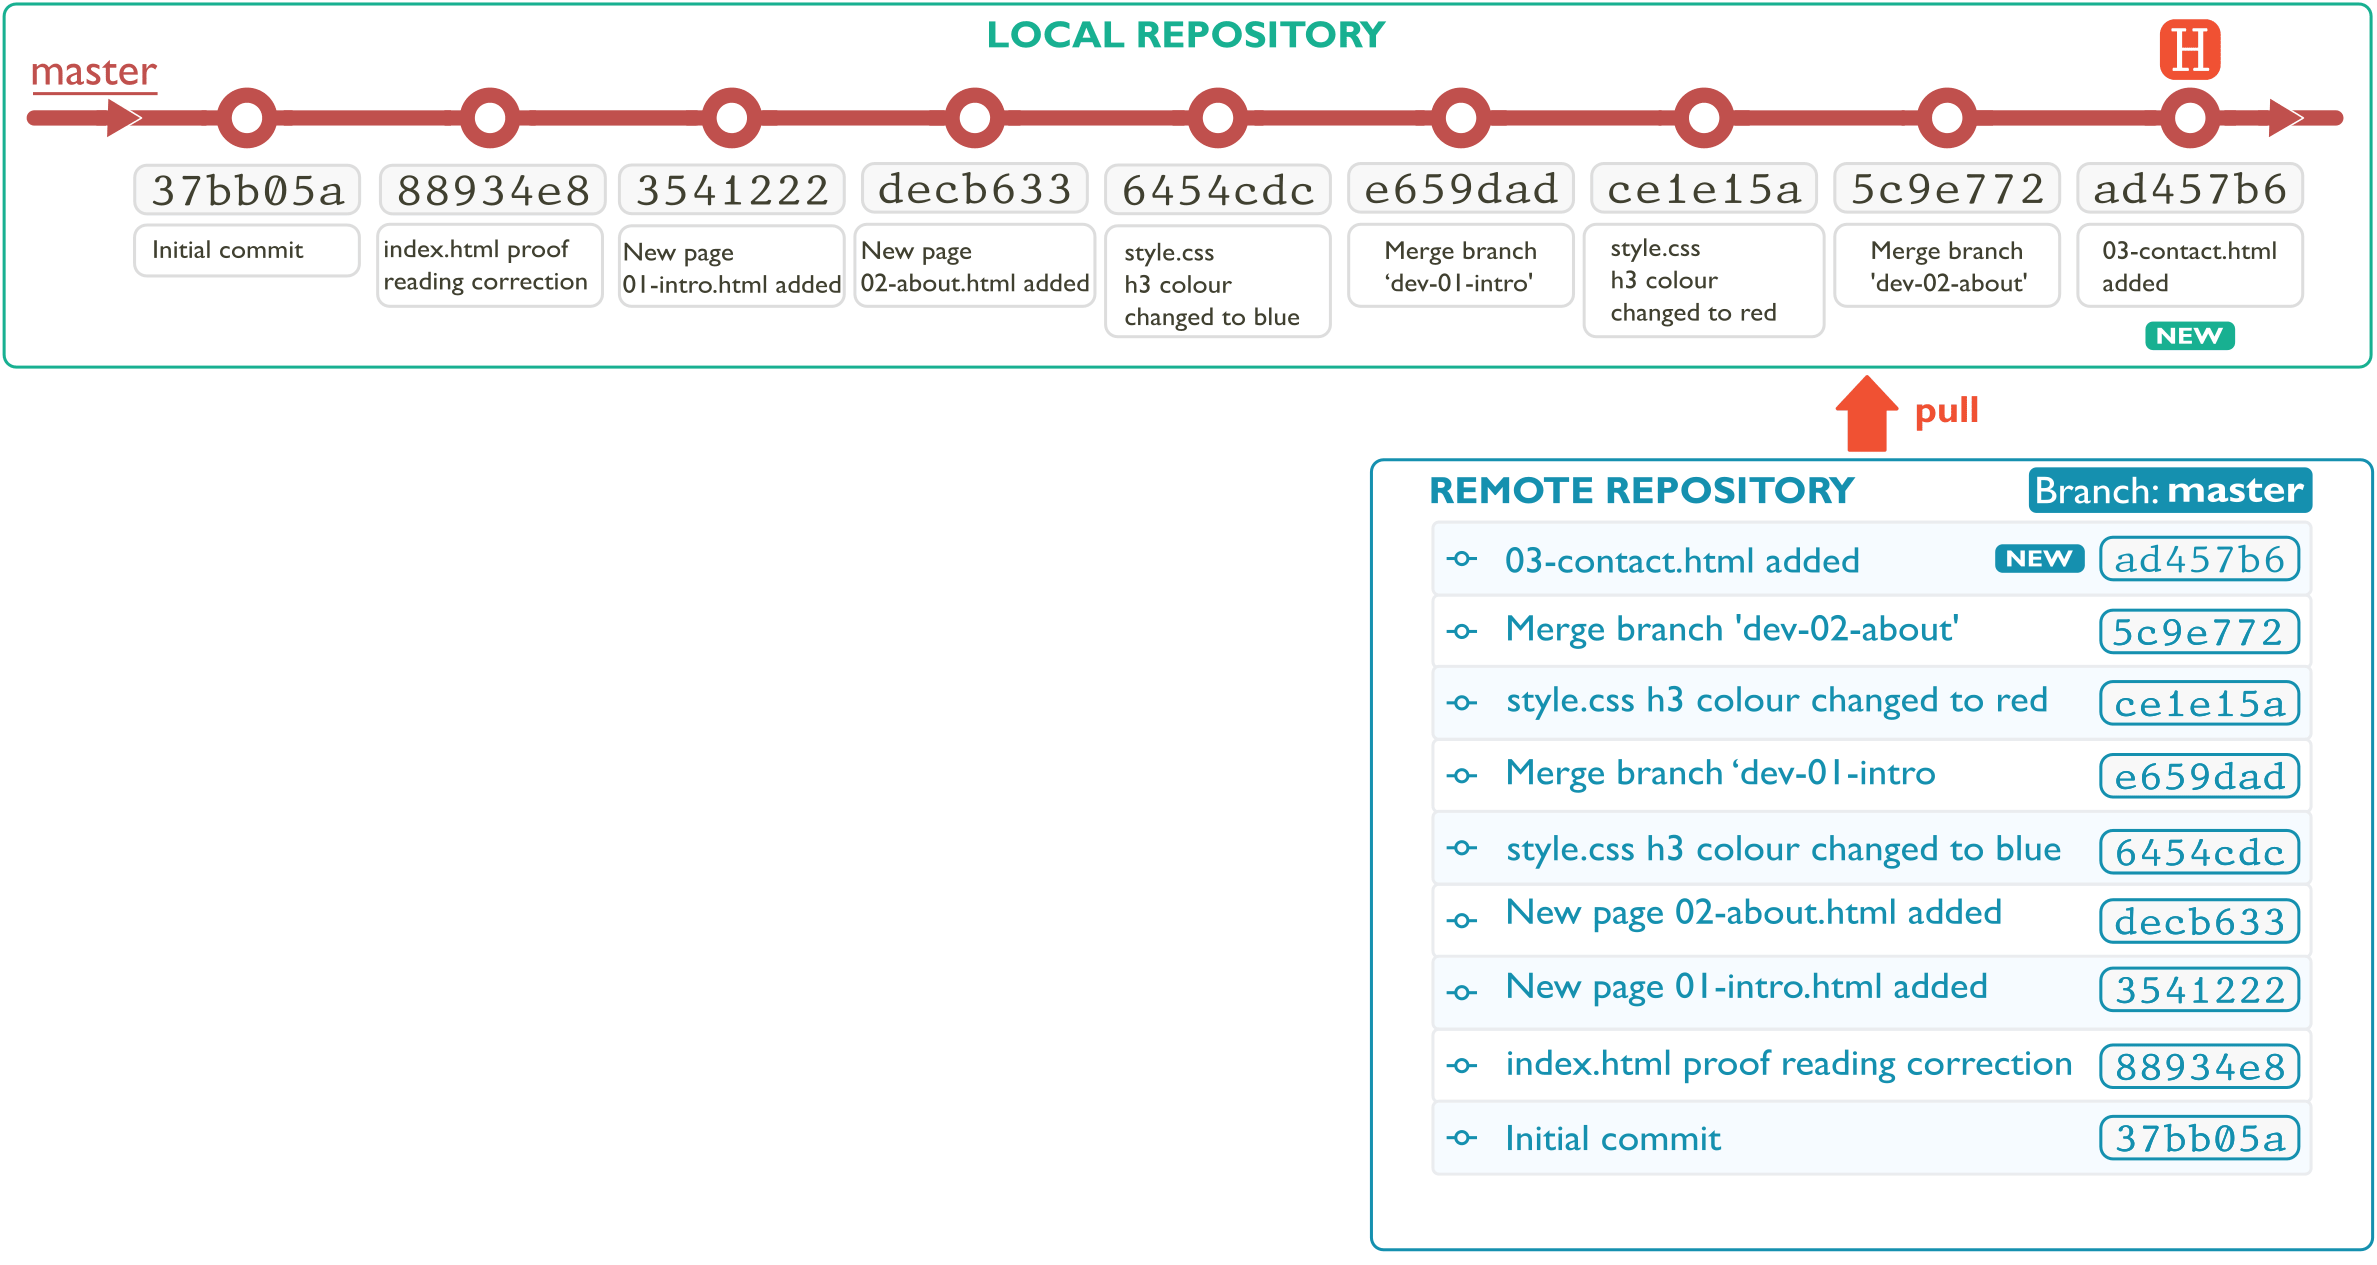 LOCAL REPOSITORY
H
master
37bb05a
88934e8
3541222
decb633
6454cdc
e659dad
ce1e15a
5c9e772
ad457b6
Initial commit
index.html proof
reading correction
New page
01-intro.html added
New page
02-about.html added
style.css
h3 colour
changed to blue
Merge branch
‘dev-01-intro'
style.css
h3 colour
changed to red
Merge branch
'dev-02-about'
03-contact.html
added
NEW
pull
REMOTE REPOSITORY
Branch: master
03-contact.html added NEW ad457b6
Merge branch 'dev-02-about' 5c9e772
style.css h3 colour changed to red ce1e15a
Merge branch ‘dev-01-intro e659dad
style.css h3 colour changed to blue 6454cdc
New page 02-about.html added decb633
New page 01-intro.html added 3541222
index.html proof reading correction 88934e8
Initial commit 37bb05a